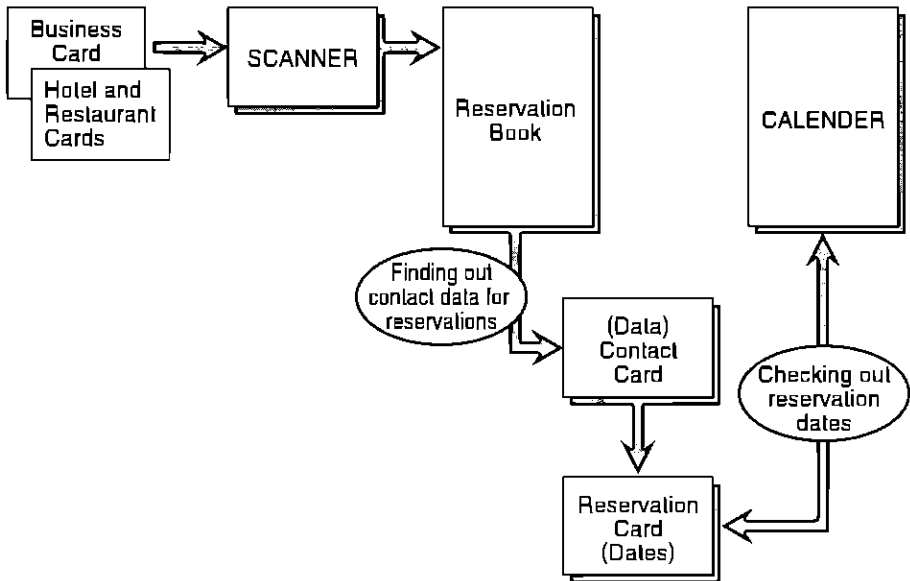 Business
Card
Hotel and
Restaurant
Cards
SCANNER
Reservation
Book
CALENDER
Finding out
contact data for
reservations
(Data)
Contact
Card
Checking out
reservation
dates
Reservation
Card
(Dates)